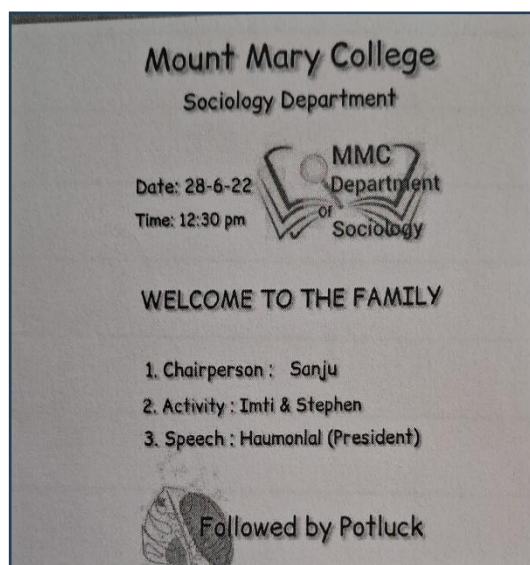 Mount Mary College
Sociology Department
Date: 28-6-22
Time: 12:30 pm
MMC
Department
of
Sociology
WELCOME TO THE FAMILY
1. Chairperson : Sanju
2. Activity : Imti & Stephen
3. Speech : Haumonlal (President)
Followed by Potluck